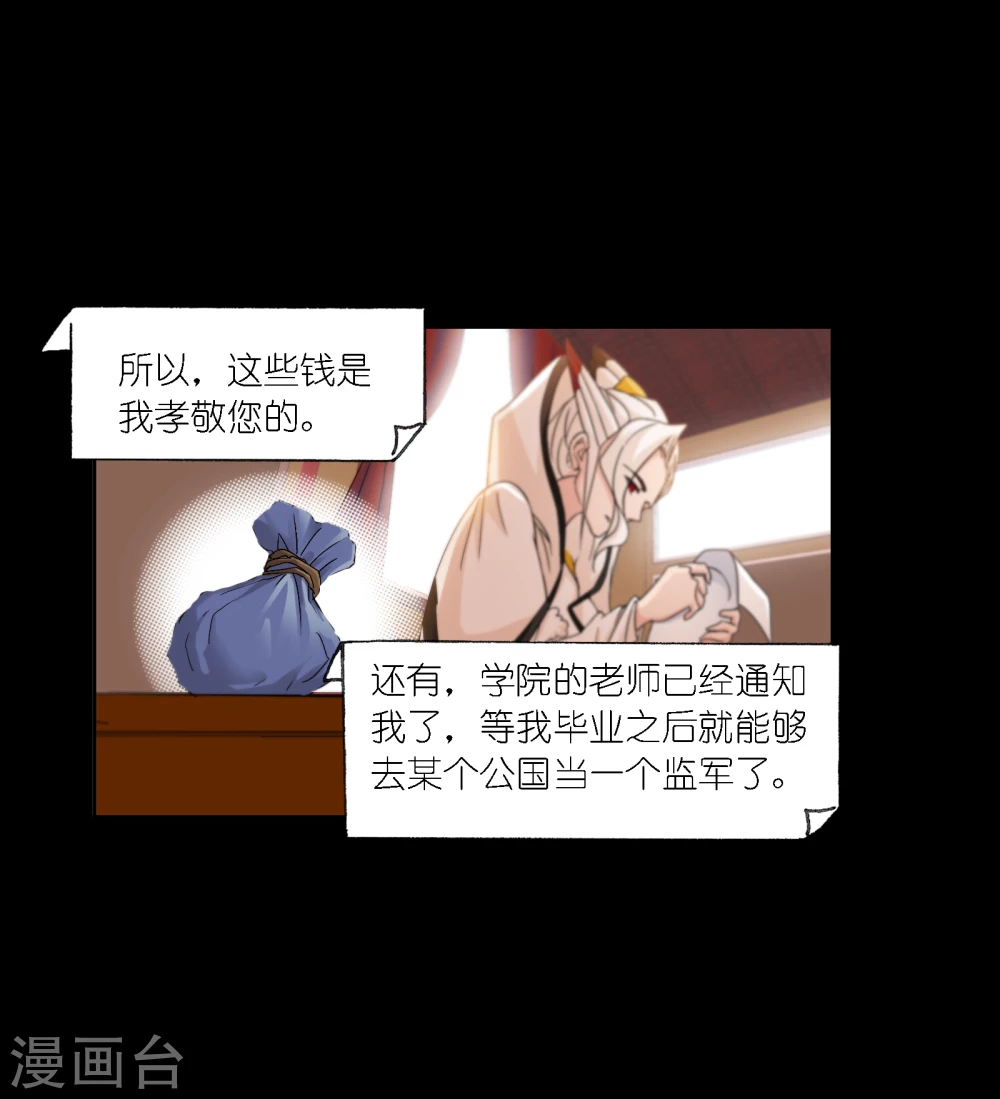 所以，这些钱是
我孝敬您的。
还有，学院的老师已经通知
我了，等我毕业之后就能够
去某个公国当一个监军了。
漫画台